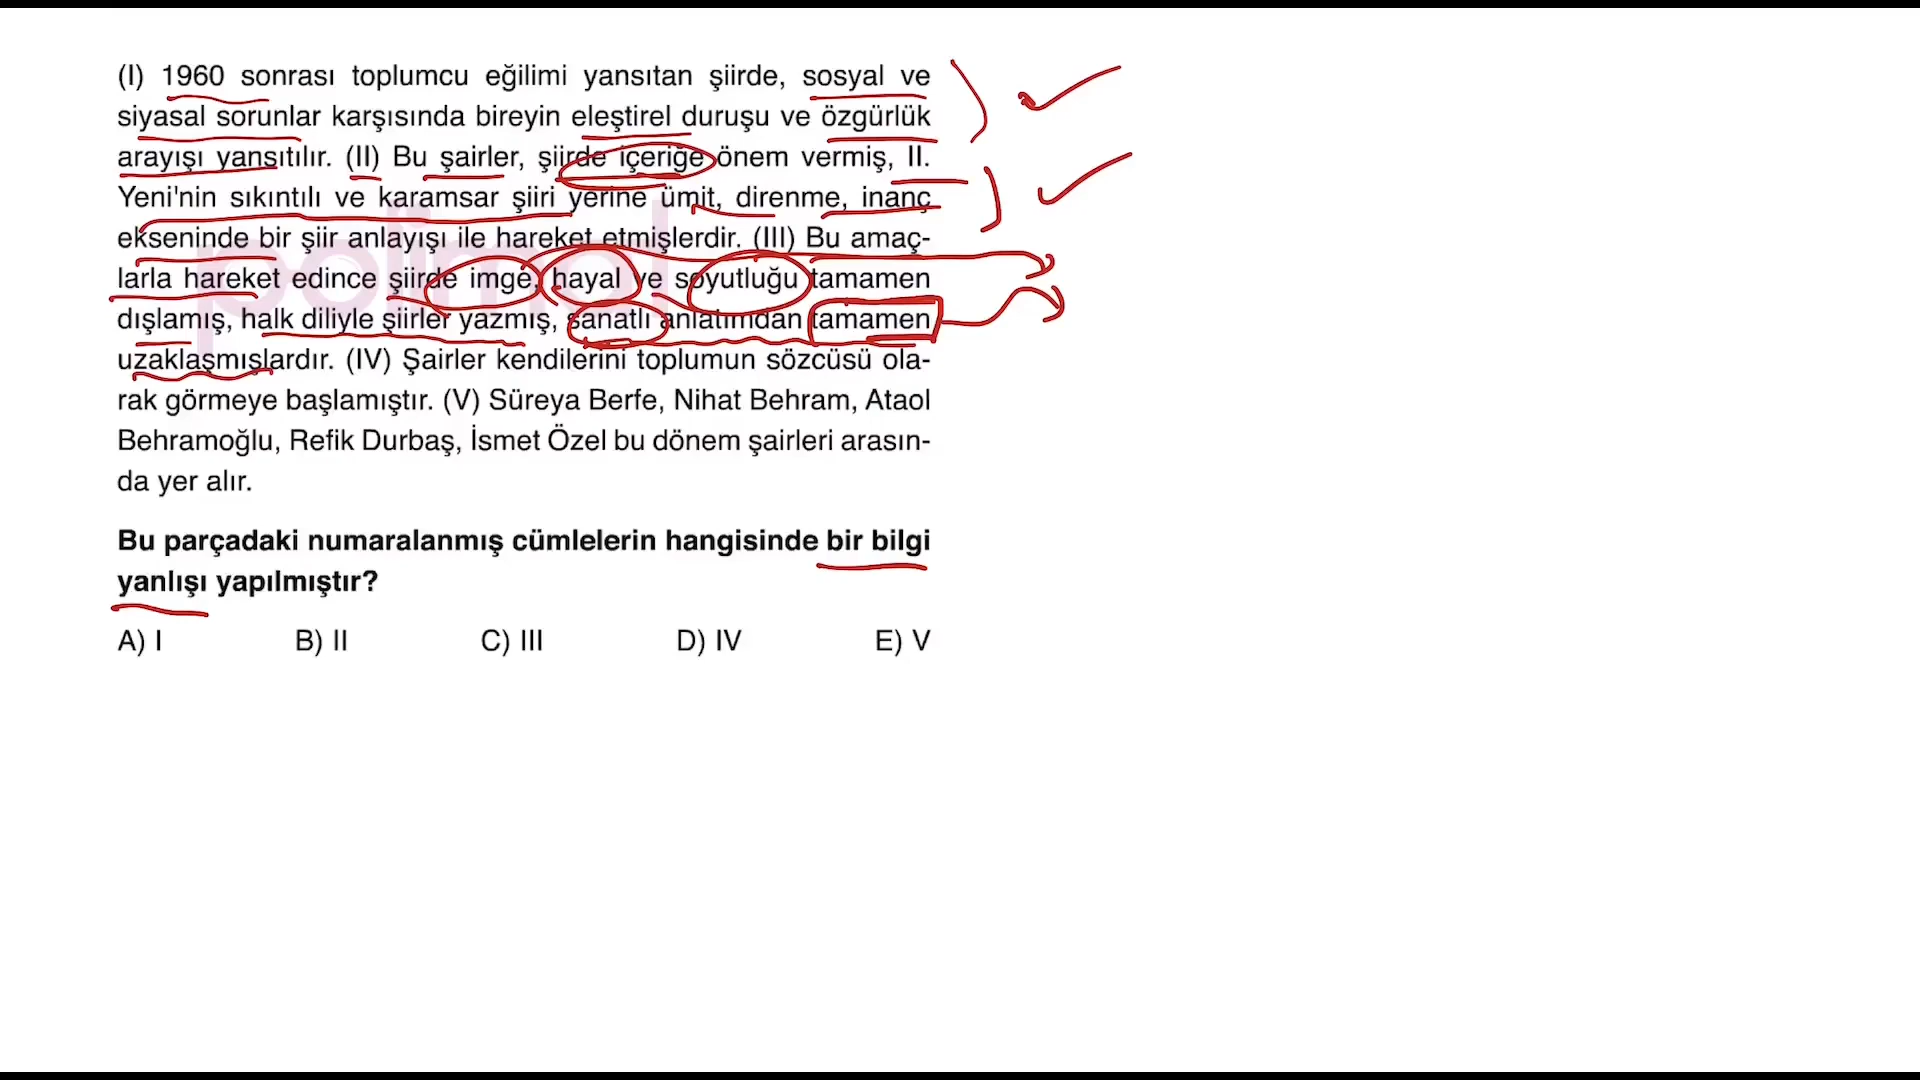 (I) 1960 sonrası toplumcu eğilimi yansıtan şiirde, sosyal ve
siyasal sorunlar karşısında bireyin eleştirel duruşu ve özgürlük
arayışı yansıtılır. (II) Bu şairler, şiirde içeriğe önem vermiş, II.
Yeni'nin sıkıntılı ve karamsar şiiri yerine ümit, direnme, inanç
ekseninde bir şiir anlayışı ile hareket etmişlerdir. (III) Bu amaç-
larla hareket edince şiirde imge, hayal ve soyutluğu tamamen
dışlamış, halk diliyle şiirler yazmış, sanatlı anlatımdan tamamen
uzaklaşmışlardır. (IV) Şairler kendilerini toplumun sözcüsü ola-
rak görmeye başlamıştır. (V) Süreya Berfe, Nihat Behram, Ataol
Behramoğlu, Refik Durbaş, İsmet Özel bu dönem şairleri arasın-
da yer alır.
Bu parçadaki numaralanmış cümlelerin hangisinde bir bilgi
yanlışı yapılmıştır?
A) I B) II C) III D) IV E) V